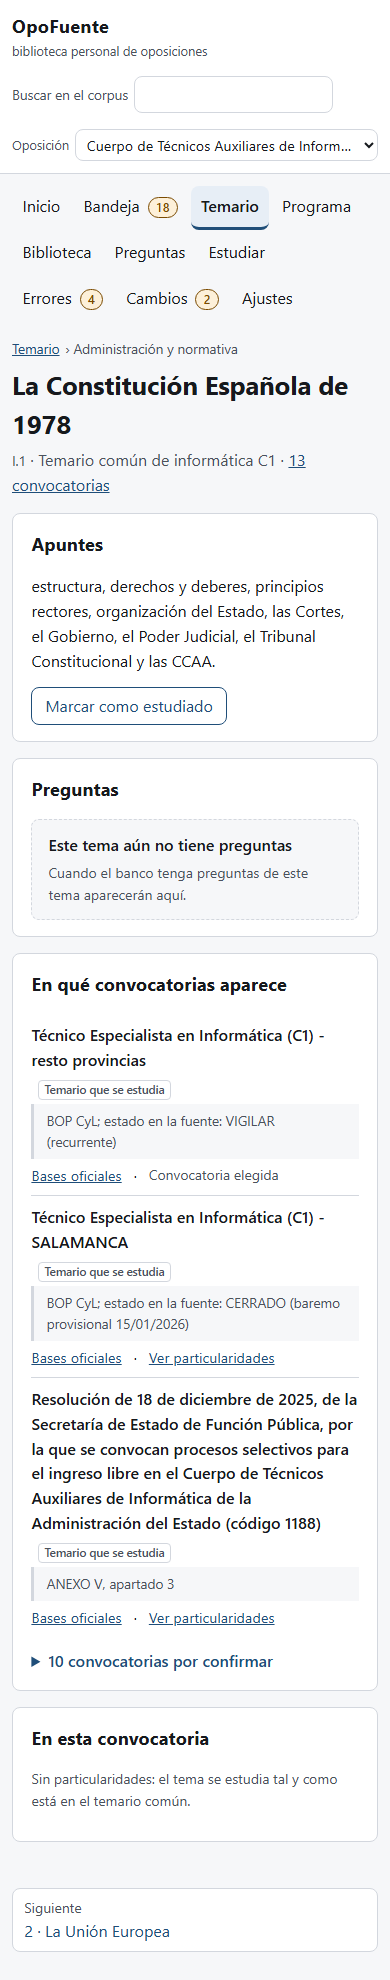 OpoFuente
biblioteca personal de oposiciones
Buscar en el corpus
Oposición Cuerpo de Técnicos Auxiliares de Inform...
Inicio Bandeja 18 Temario Programa
Biblioteca Preguntas Estudiar
Errores 4 Cambios 2 Ajustes
Temario › Administración y normativa
La Constitución Española de
1978
I.1 · Temario común de informática C1 · 13
convocatorias
Apuntes
estructura, derechos y deberes, principios
rectores, organización del Estado, las Cortes,
el Gobierno, el Poder Judicial, el Tribunal
Constitucional y las CCAA.
Marcar como estudiado
Preguntas
Este tema aún no tiene preguntas
Cuando el banco tenga preguntas de este
tema aparecerán aquí.
En qué convocatorias aparece
Técnico Especialista en Informática (C1) -
resto provincias
Temario que se estudia
BOP CyL; estado en la fuente: VIGILAR
(recurrente)
Bases oficiales · Convocatoria elegida
Técnico Especialista en Informática (C1) -
SALAMANCA
Temario que se estudia
BOP CyL; estado en la fuente: CERRADO (baremo
provisional 15/01/2026)
Bases oficiales · Ver particularidades
Resolución de 18 de diciembre de 2025, de la
Secretaría de Estado de Función Pública, por
la que se convocan procesos selectivos para
el ingreso libre en el Cuerpo de Técnicos
Auxiliares de Informática de la
Administración del Estado (código 1188)
Temario que se estudia
ANEXO V, apartado 3
Bases oficiales · Ver particularidades
▶ 10 convocatorias por confirmar
En esta convocatoria
Sin particularidades: el tema se estudia tal y como
está en el temario común.
Siguiente
2 · La Unión Europea